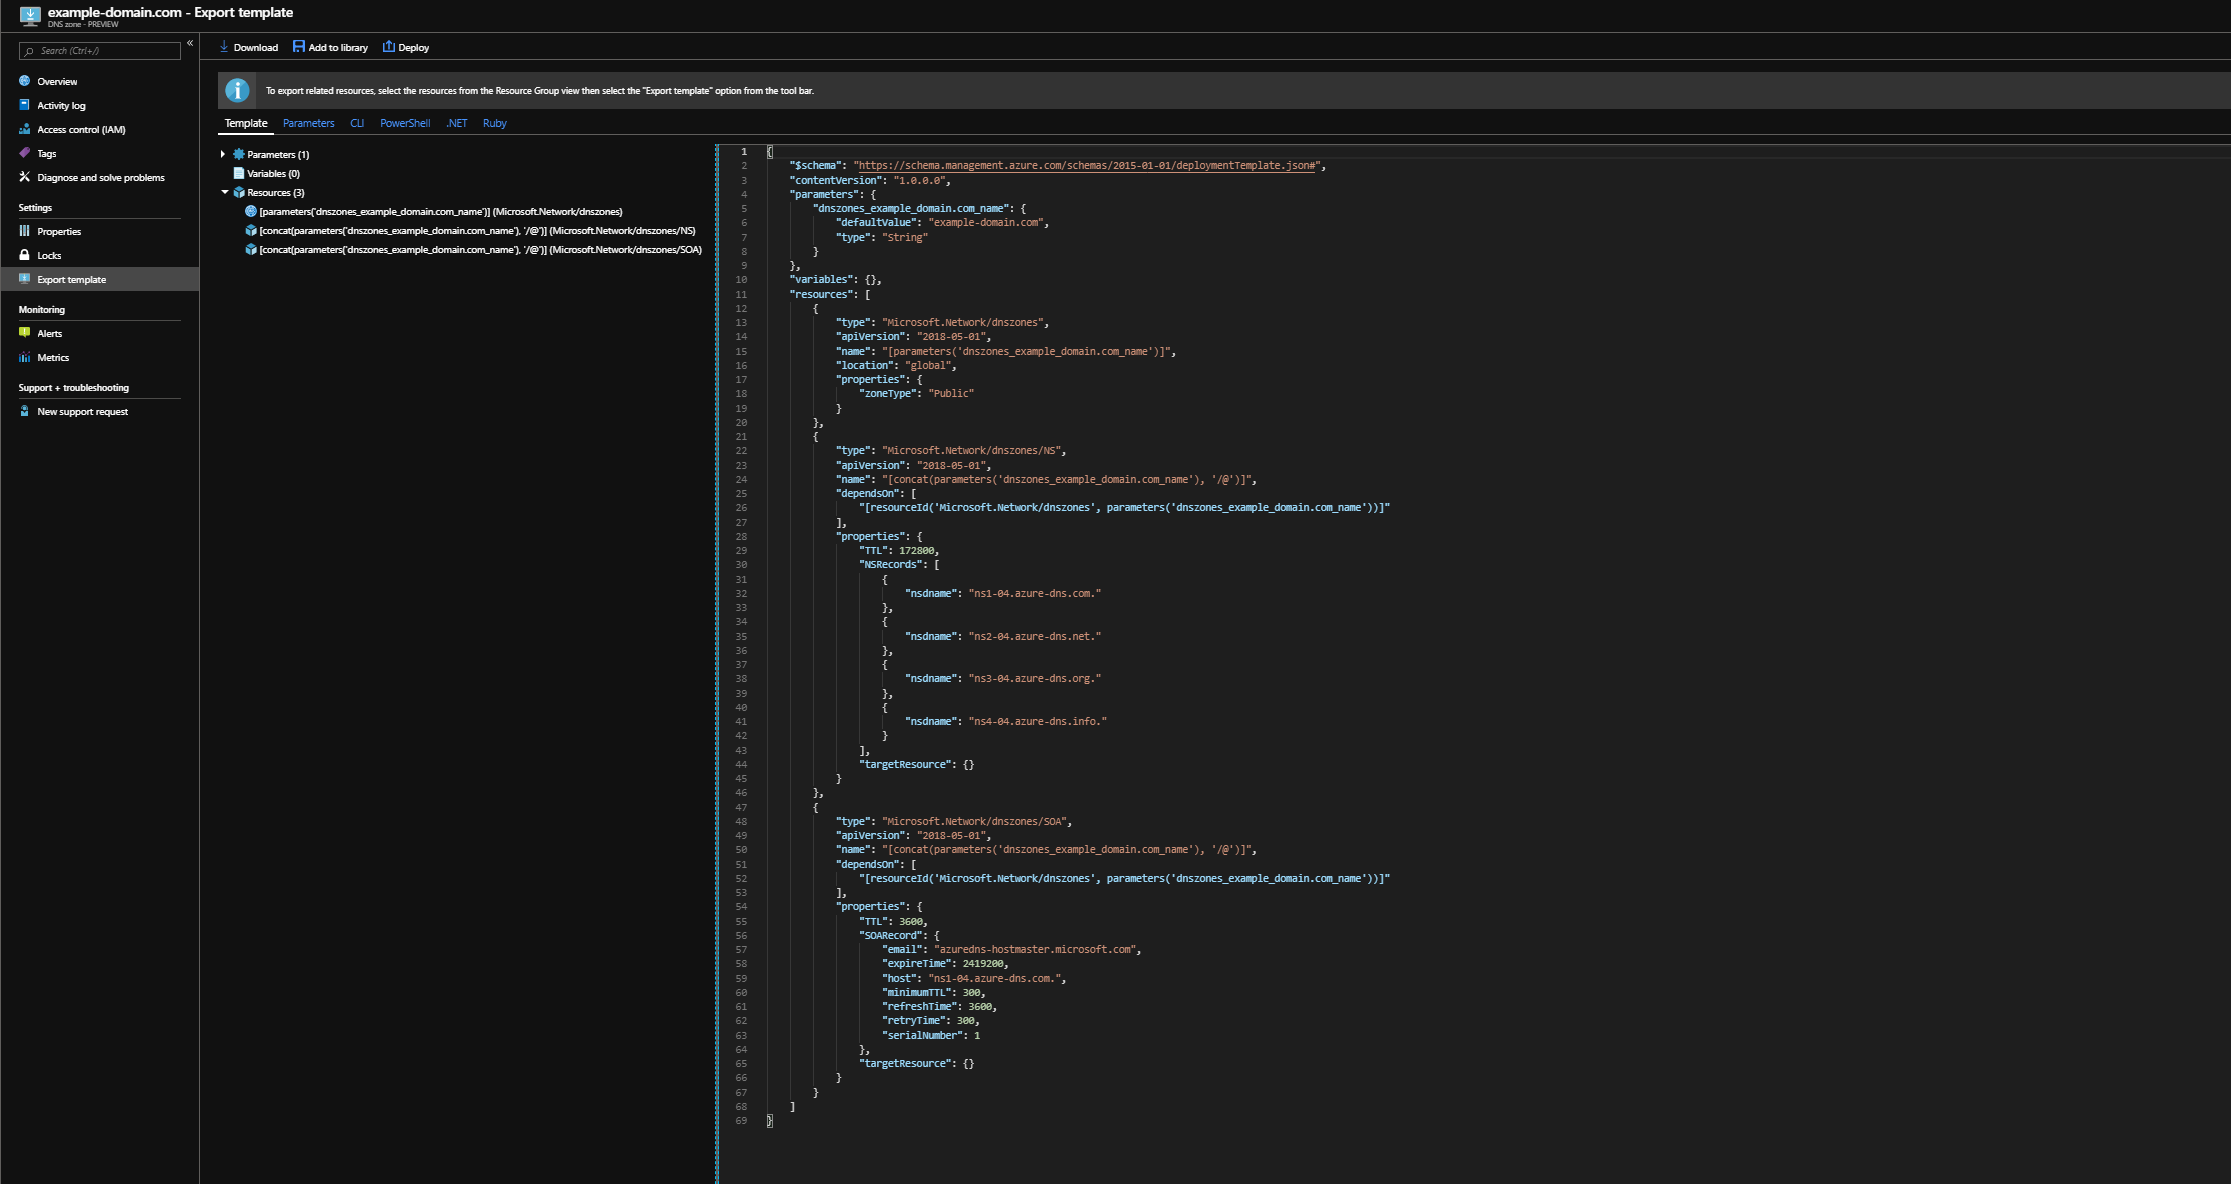 example-domain.com - Export template
DNS zone - PREVIEW
Search (Ctrl+/)
«
Overview
Activity log
Access control (IAM)
Tags
Diagnose and solve problems
Settings
Properties
Locks
Export template
Monitoring
Alerts
Metrics
Support + troubleshooting
New support request
Download Add to library Deploy
To export related resources, select the resources from the Resource Group view then select the "Export template" option from the tool bar.
Template Parameters CLI PowerShell .NET Ruby
Parameters (1)
Variables (0)
Resources (3)
[parameters('dnszones_example_domain.com_name')] (Microsoft.Network/dnszones)
[concat(parameters('dnszones_example_domain.com_name'), '/@')] (Microsoft.Network/dnszones/NS)
[concat(parameters('dnszones_example_domain.com_name'), '/@')] (Microsoft.Network/dnszones/SOA)
1 {
2 "$schema": "https://schema.management.azure.com/schemas/2015-01-01/deploymentTemplate.json#",
3 "contentVersion": "1.0.0.0",
4 "parameters": {
5 "dnszones_example_domain.com_name": {
6 "defaultValue": "example-domain.com",
7 "type": "String"
8 }
9 },
10 "variables": {},
11 "resources": [
12 {
13 "type": "Microsoft.Network/dnszones",
14 "apiVersion": "2018-05-01",
15 "name": "[parameters('dnszones_example_domain.com_name')]",
16 "location": "global",
17 "properties": {
18 "zoneType": "Public"
19 }
20 },
21 {
22 "type": "Microsoft.Network/dnszones/NS",
23 "apiVersion": "2018-05-01",
24 "name": "[concat(parameters('dnszones_example_domain.com_name'), '/@')]",
25 "dependsOn": [
26 "[resourceId('Microsoft.Network/dnszones', parameters('dnszones_example_domain.com_name'))]"
27 ],
28 "properties": {
29 "TTL": 172800,
30 "NSRecords": [
31 {
32 "nsdname": "ns1-04.azure-dns.com."
33 },
34 {
35 "nsdname": "ns2-04.azure-dns.net."
36 },
37 {
38 "nsdname": "ns3-04.azure-dns.org."
39 },
40 {
41 "nsdname": "ns4-04.azure-dns.info."
42 }
43 ],
44 "targetResource": {}
45 }
46 },
47 {
48 "type": "Microsoft.Network/dnszones/SOA",
49 "apiVersion": "2018-05-01",
50 "name": "[concat(parameters('dnszones_example_domain.com_name'), '/@')]",
51 "dependsOn": [
52 "[resourceId('Microsoft.Network/dnszones', parameters('dnszones_example_domain.com_name'))]"
53 ],
54 "properties": {
55 "TTL": 3600,
56 "SOARecord": {
57 "email": "azuredns-hostmaster.microsoft.com",
58 "expireTime": 2419200,
59 "host": "ns1-04.azure-dns.com.",
60 "minimumTTL": 300,
61 "refreshTime": 3600,
62 "retryTime": 300,
63 "serialNumber": 1
64 },
65 "targetResource": {}
66 }
67 }
68 ]
69 }